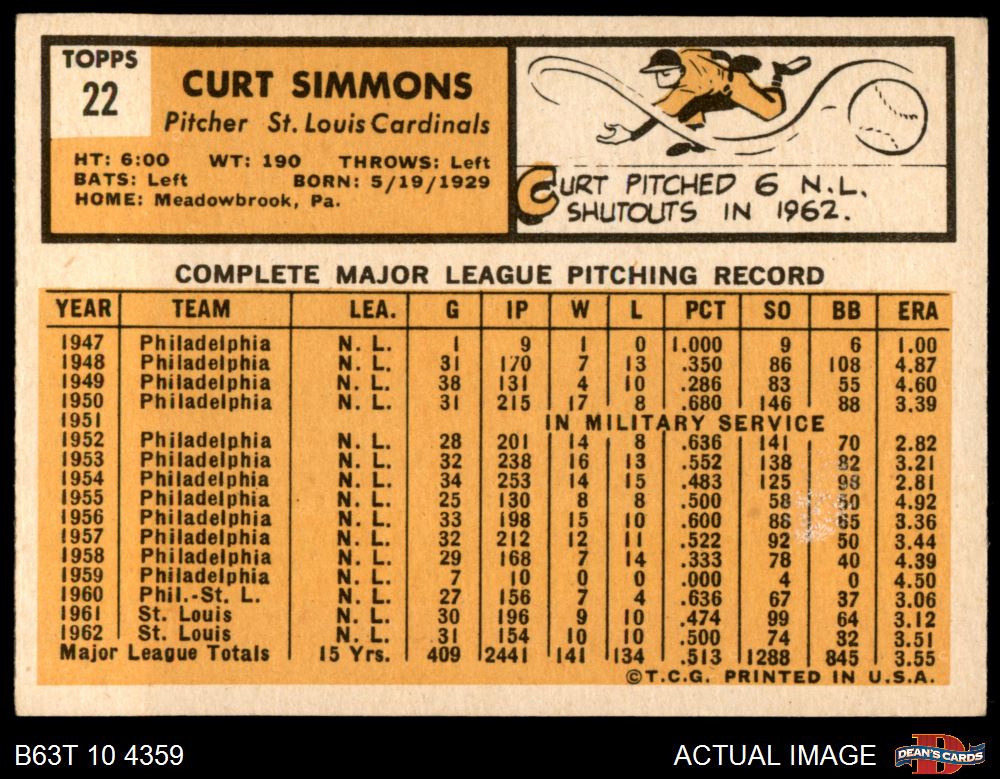 TOPPS
22
CURT SIMMONS
Pitcher St. Louis Cardinals
HT: 6:00 WT: 190 THROWS: Left
BATS: Left BORN: 5/19/1929
HOME: Meadowbrook, Pa.
CURT PITCHED 6 N.L.
SHUTOUTS IN 1962.
COMPLETE MAJOR LEAGUE PITCHING RECORD
YEAR TEAM LEA. G IP W L PCT SO BB ERA
1947 Philadelphia N. L. 1 9 1 0 1.000 9 6 1.00
1948 Philadelphia N. L. 31 170 7 13 .350 86 108 4.87
1949 Philadelphia N. L. 38 131 4 10 .286 83 55 4.60
1950 Philadelphia N. L. 31 215 17 8 .680 146 88 3.39
1951 IN MILITARY SERVICE
1952 Philadelphia N. L. 28 201 14 8 .636 141 70 2.82
1953 Philadelphia N. L. 32 238 16 13 .552 138 82 3.21
1954 Philadelphia N. L. 34 253 14 15 .483 125 98 2.81
1955 Philadelphia N. L. 25 130 8 8 .500 58 50 4.92
1956 Philadelphia N. L. 33 198 15 10 .600 88 65 3.36
1957 Philadelphia N. L. 32 212 12 11 .522 92 50 3.44
1958 Philadelphia N. L. 29 168 7 14 .333 78 40 4.39
1959 Philadelphia N. L. 7 10 0 0 .000 4 0 4.50
1960 Phil.-St. L. N. L. 27 156 7 4 .636 67 37 3.06
1961 St. Louis N. L. 30 196 9 10 .474 99 64 3.12
1962 St. Louis N. L. 31 154 10 10 .500 74 32 3.51
Major League Totals 15 Yrs. 409 2441 141 134 .513 1288 845 3.55
©T.C.G. PRINTED IN U.S.A.
B63T 10 4359 ACTUAL IMAGE D DEAN'S CARDS